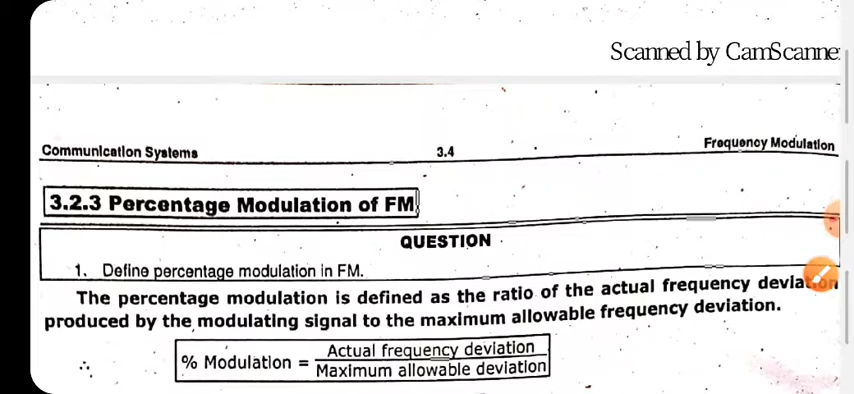 Scanned by CamScanner
Communication Systems 3.4 Frequency Modulation
3.2.3 Percentage Modulation of FM
QUESTION
1. Define percentage modulation in FM.
The percentage modulation is defined as the ratio of the actual frequency deviation
produced by the modulating signal to the maximum allowable frequency deviation.
∴ % Modulation = Actual frequency deviation
Maximum allowable deviation